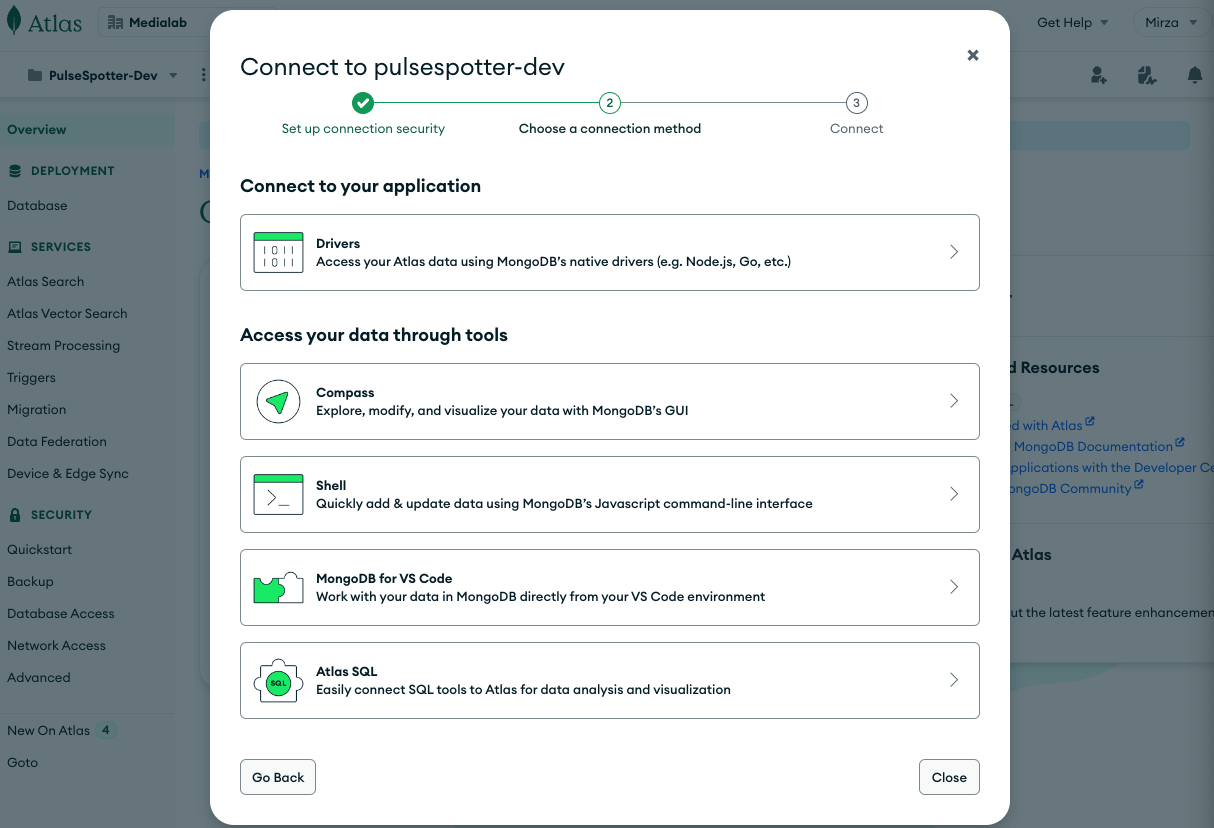 Atlas
Medialab
Get Help
Mirza
PulseSpotter-Dev
Overview
DEPLOYMENT
Database
SERVICES
Atlas Search
Atlas Vector Search
Stream Processing
Triggers
Migration
Data Federation
Device & Edge Sync
SECURITY
Quickstart
Backup
Database Access
Network Access
Advanced
New On Atlas 4
Goto
Connect to pulsespotter-dev
2
3
Set up connection security
Choose a connection method
Connect
Connect to your application
1011
1011
Drivers
Access your Atlas data using MongoDB's native drivers (e.g. Node.js, Go, etc.)
Access your data through tools
Compass
Explore, modify, and visualize your data with MongoDB's GUI
Shell
Quickly add & update data using MongoDB's Javascript command-line interface
MongoDB for VS Code
Work with your data in MongoDB directly from your VS Code environment
SQL
Atlas SQL
Easily connect SQL tools to Atlas for data analysis and visualization
Go Back
Close
Resources
with Atlas
MongoDB Documentation
with the Developer
Community
Atlas
the latest feature